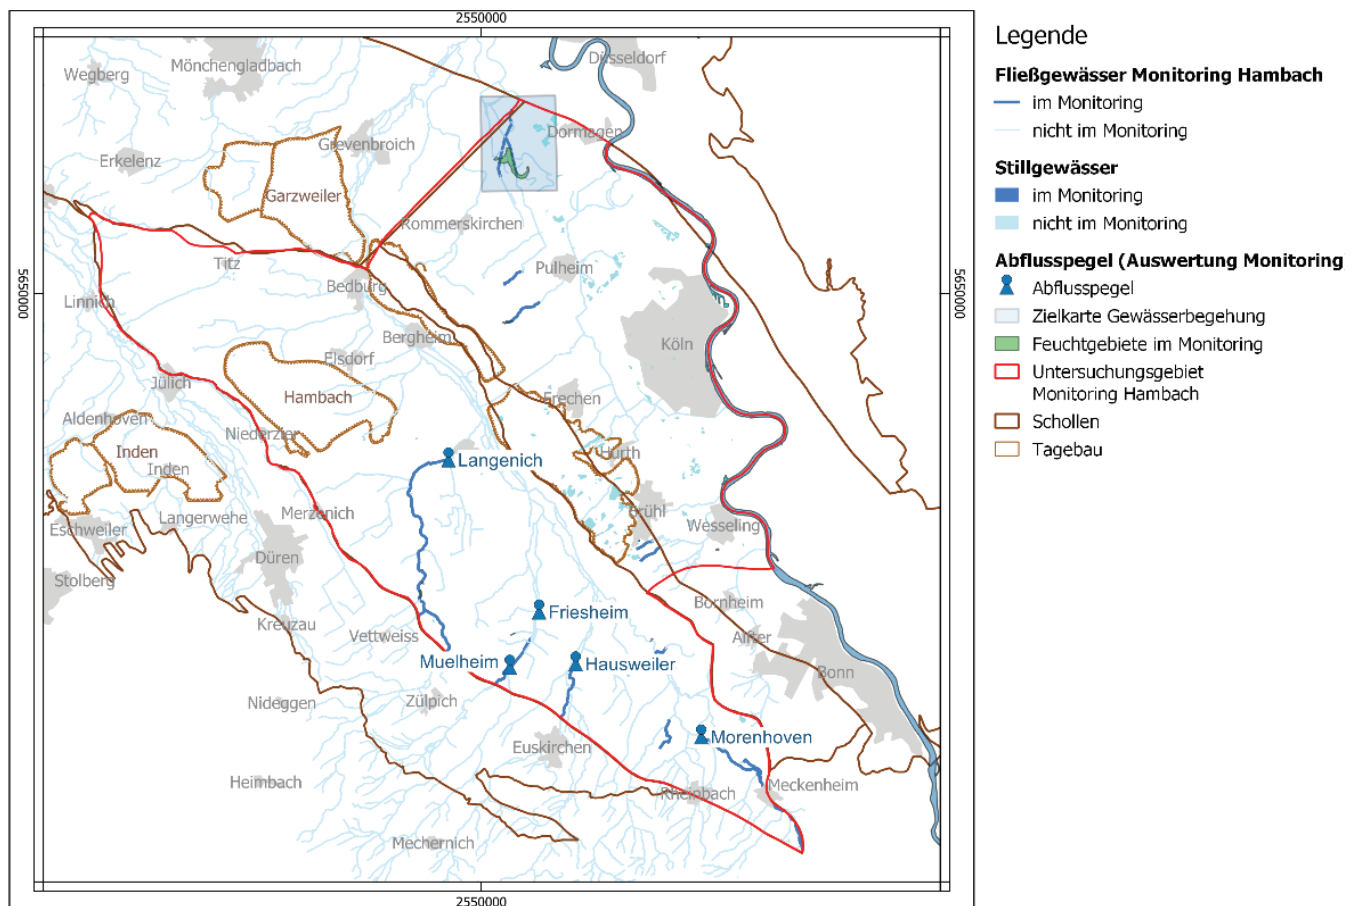 2550000
Düsseldorf
Mönchengladbach
Wegberg
Dormagen
Grevenbroich
Erkelenz
Garzweiler
Rommerskirchen
Titz
Pulheim
Bedburg
5650000
5650000
Linnich
Bergheim
Köln
Elsdorf
Jülich
Hambach
Frechen
Aldenhoven
Niederzier
Inden
Inden
Hürth
Langenich
Merzenich
Langerwehe
Brühl
Wesseling
Eschweiler
Düren
Stolberg
Bornheim
Friesheim
Kreuzau
Vettweiss
Alfter
Muelheim
Hausweiler
Bonn
Nideggen
Zülpich
Morenhoven
Euskirchen
Heimbach
Rheinbach
Meckenheim
Mechernich
2550000
Legende
Fließgewässer Monitoring Hambach
im Monitoring
nicht im Monitoring
Stillgewässer
im Monitoring
nicht im Monitoring
Abflusspegel (Auswertung Monitoring)
Abflusspegel
Zielkarte Gewässerbegehung
Feuchtgebiete im Monitoring
Untersuchungsgebiet
Monitoring Hambach
Schollen
Tagebau